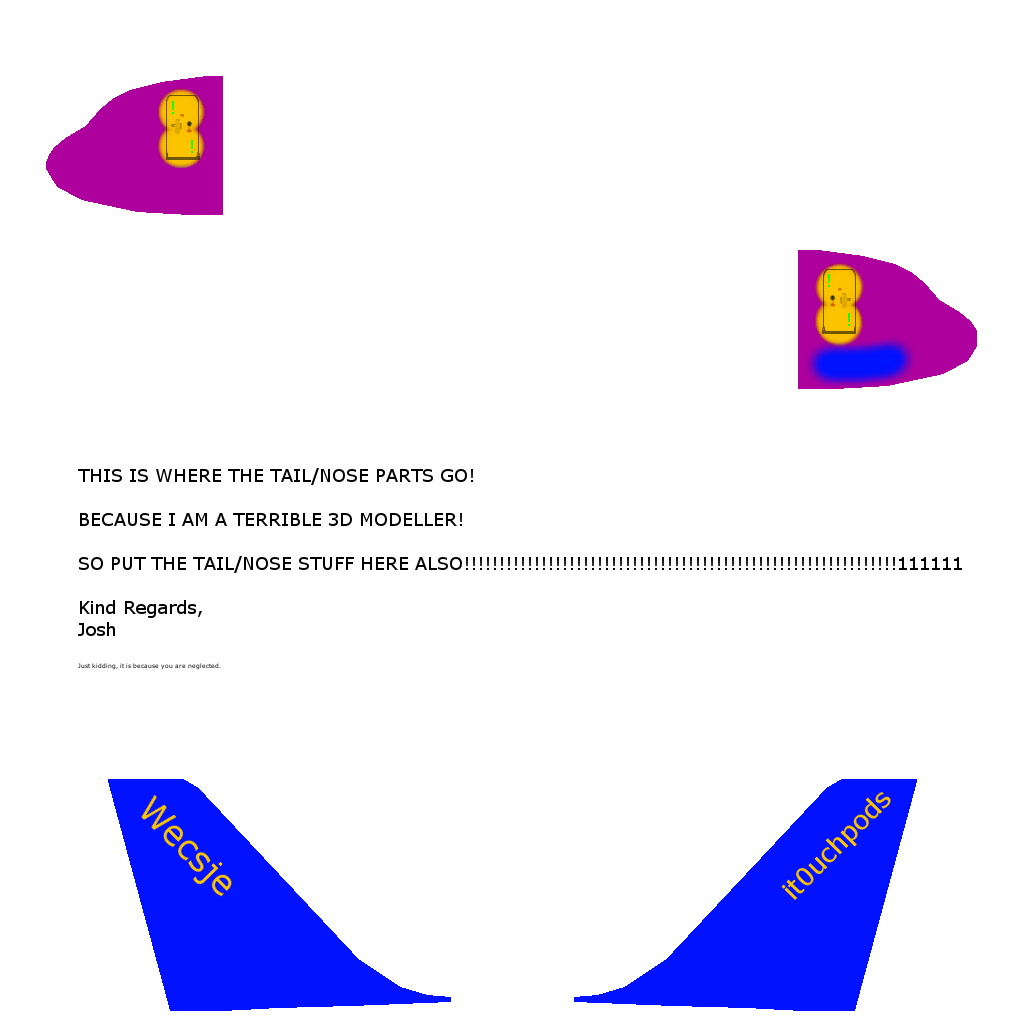 THIS IS WHERE THE TAIL/NOSE PARTS GO!
BECAUSE I AM A TERRIBLE 3D MODELLER!
SO PUT THE TAIL/NOSE STUFF HERE ALSO!!!!!!!!!!!!!!!!!!!!!!!!!!!!!!!!!!!!!!!!!!!!!!!!!!!!!!!!!!!!!!111111
Kind Regards,
Josh
Just kidding, it is because you are neglected.
Wecsje
it0uchpods